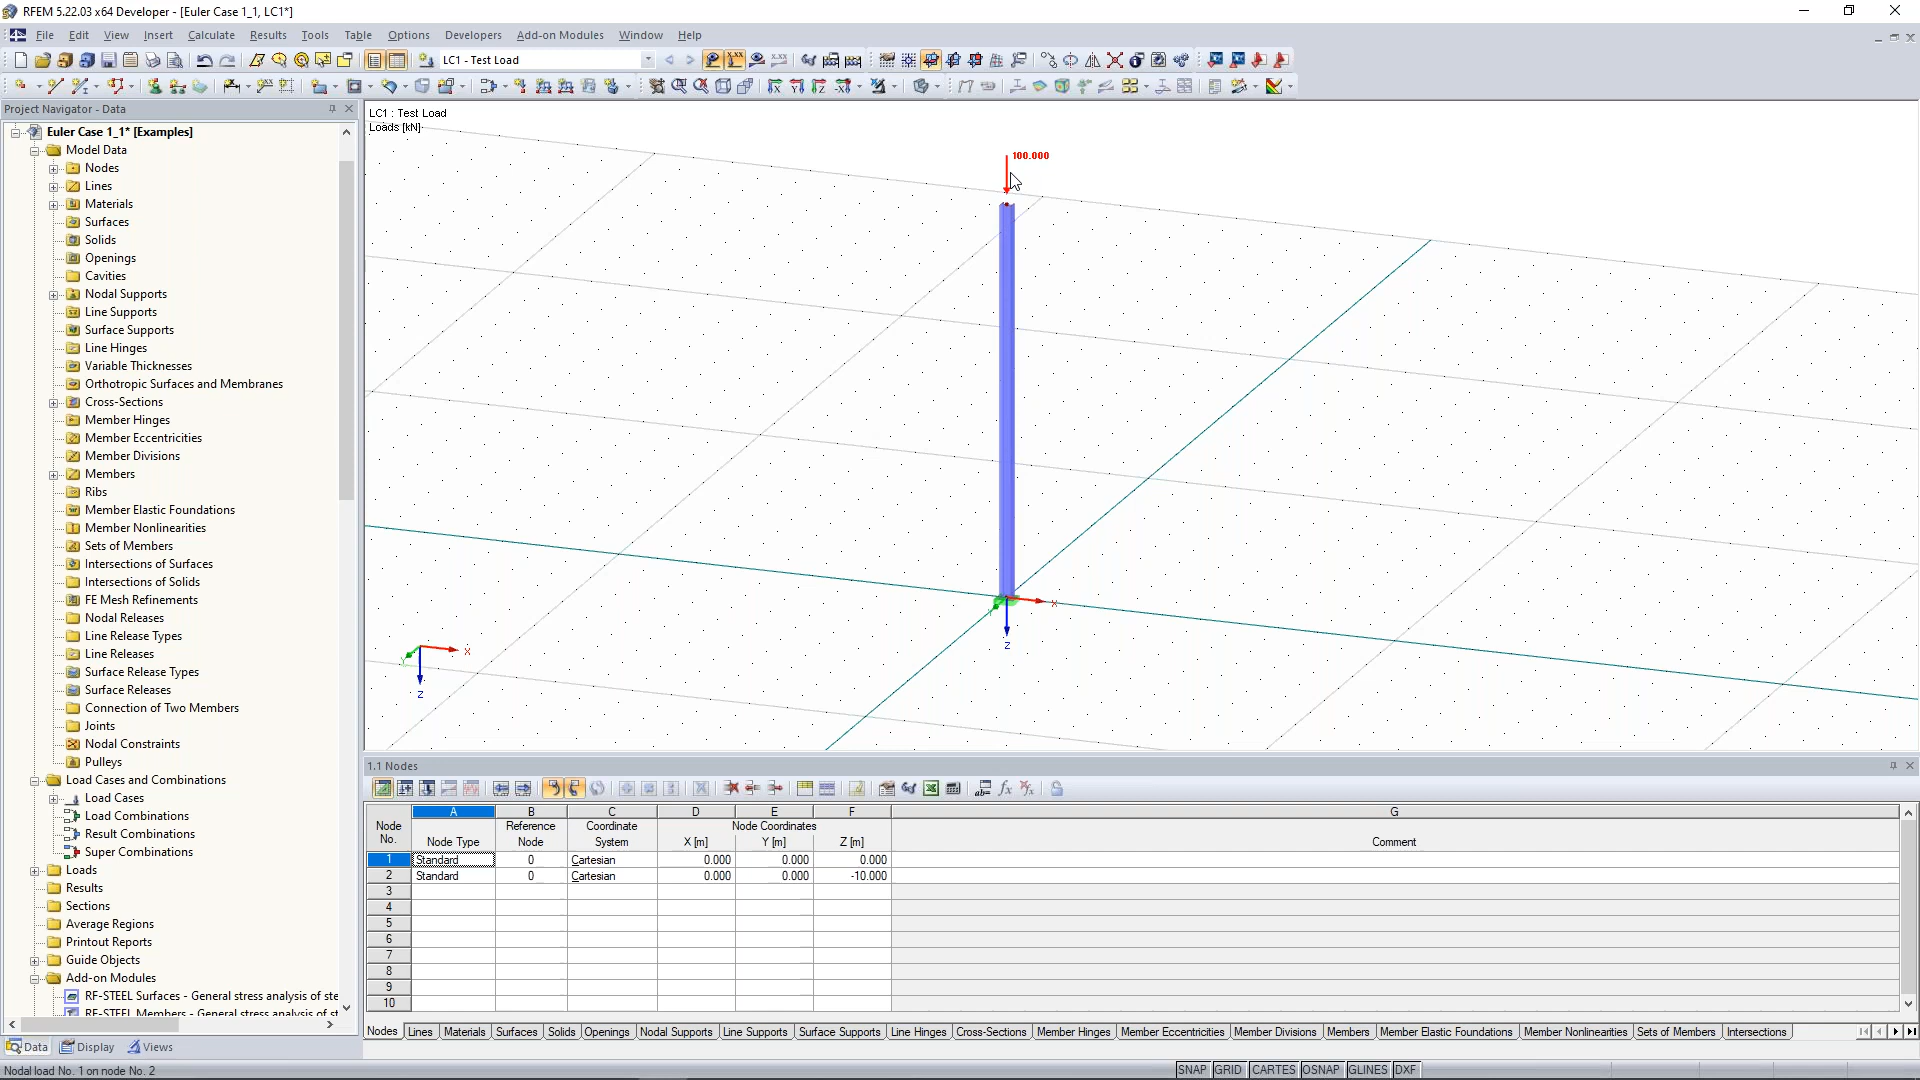 RFEM 5.22.03 x64 Developer - [Euler Case 1_1, LC1*]
File Edit View Insert Calculate Results Tools Table Options Developers Add-on Modules Window Help
LC1 - Test Load
Project Navigator - Data
Euler Case 1_1* [Examples]
Model Data
Nodes
Lines
Materials
Surfaces
Solids
Openings
Cavities
Nodal Supports
Line Supports
Surface Supports
Line Hinges
Variable Thicknesses
Orthotropic Surfaces and Membranes
Cross-Sections
Member Hinges
Member Eccentricities
Member Divisions
Members
Ribs
Member Elastic Foundations
Member Nonlinearities
Sets of Members
Intersections of Surfaces
Intersections of Solids
FE Mesh Refinements
Nodal Releases
Line Release Types
Line Releases
Surface Release Types
Surface Releases
Connection of Two Members
Joints
Nodal Constraints
Pulleys
Load Cases and Combinations
Load Cases
Load Combinations
Result Combinations
Super Combinations
Loads
Results
Sections
Average Regions
Printout Reports
Guide Objects
Add-on Modules
RF-STEEL Surfaces - General stress analysis of ste
RF-STEEL Members - General stress analysis of st
Data Display Views
LC1 : Test Load
Loads [kN]
100.000
X
Z
X
Z
1.1 Nodes
A B C D E F G
Node Reference Coordinate Node Coordinates
No. Node Type Node System X [m] Y [m] Z [m] Comment
1 Standard 0 Cartesian 0.000 0.000 0.000
2 Standard 0 Cartesian 0.000 0.000 -10.000
3
4
5
6
7
8
9
10
Nodes Lines Materials Surfaces Solids Openings Nodal Supports Line Supports Surface Supports Line Hinges Cross-Sections Member Hinges Member Eccentricities Member Divisions Members Member Elastic Foundations Member Nonlinearities Sets of Members Intersections
Nodal load No. 1 on node No. 2
SNAP GRID CARTES OSNAP GLINES DXF